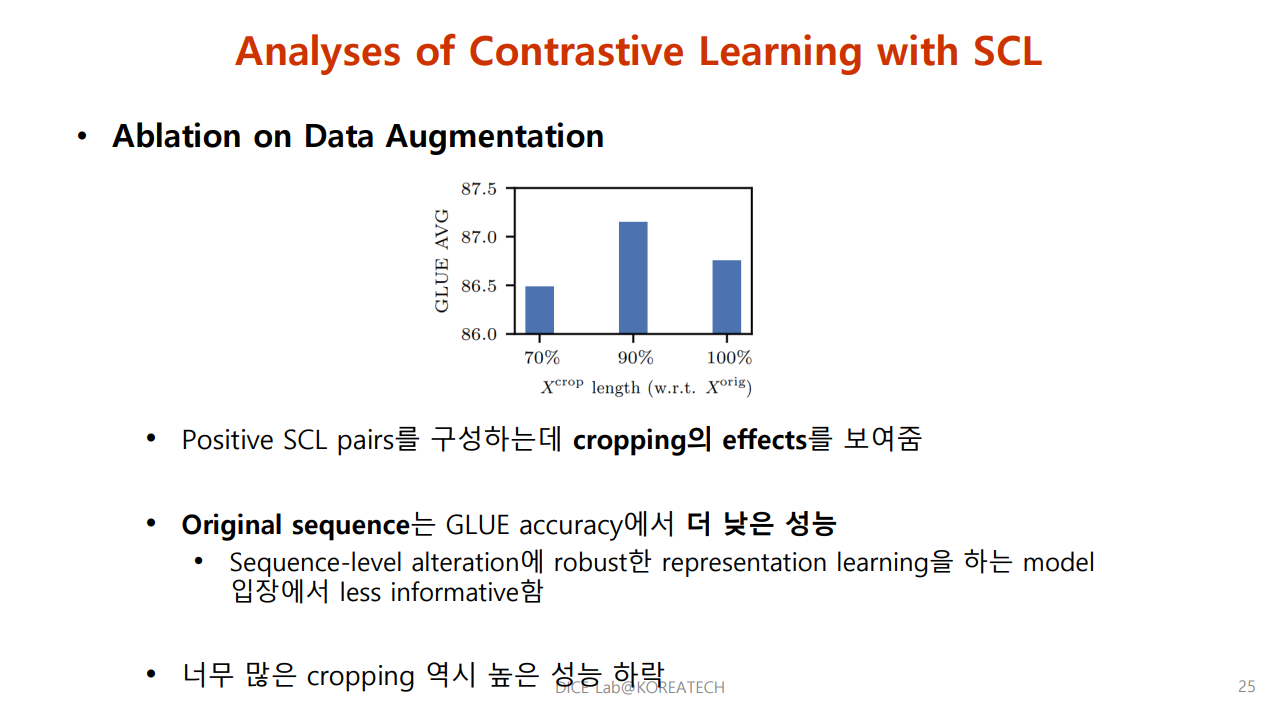 Analyses of Contrastive Learning with SCL
• Ablation on Data Augmentation
87.5
87.0
86.5
86.0
GLUE AVG
70% 90% 100%
X^crop length (w.r.t. X^orig)
• Positive SCL pairs를 구성하는데 cropping의 effects를 보여줌
• Original sequence는 GLUE accuracy에서 더 낮은 성능
• Sequence-level alteration에 robust한 representation learning을 하는 model
입장에서 less informative함
• 너무 많은 cropping 역시 높은 성능 하락
DICE Lab@KOREATECH
25